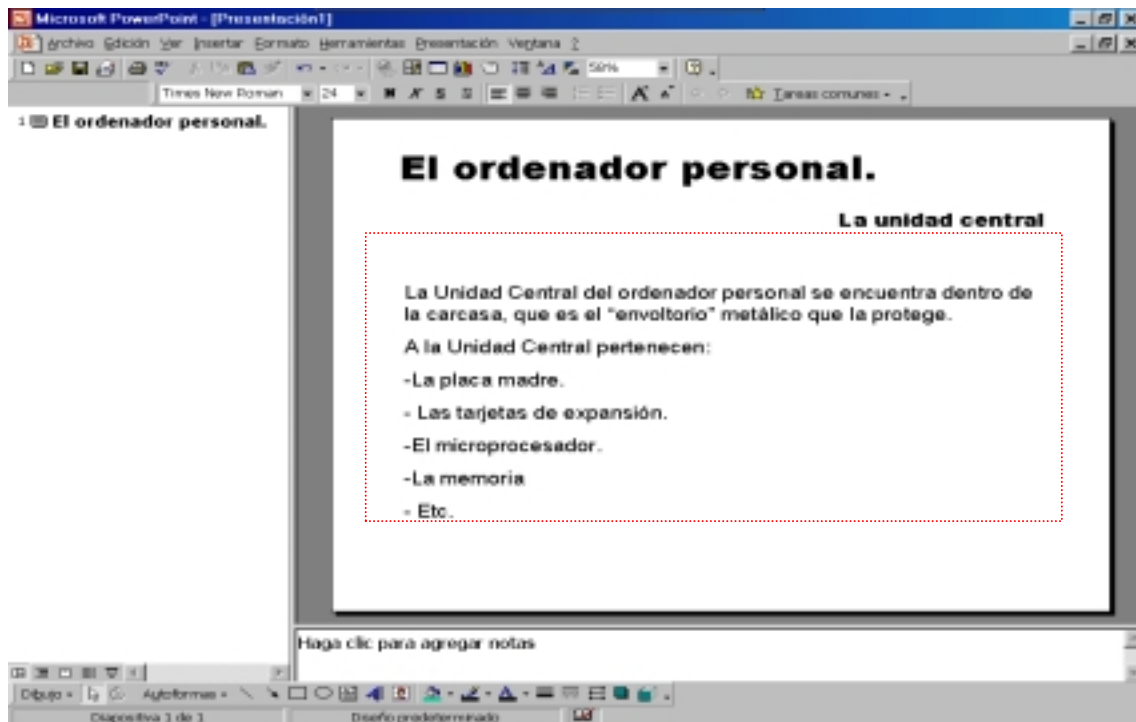 Microsoft PowerPoint - [Presentación1]
Archivo Edición Ver Insertar Formato Herramientas Presentación Ventana ?
50%
Times New Roman 24 N K S S Tareas comunes
1 El ordenador personal.
El ordenador personal.
La unidad central
La Unidad Central del ordenador personal se encuentra dentro de
la carcasa, que es el "envoltorio" metálico que la protege.
A la Unidad Central pertenecen:
-La placa madre.
- Las tarjetas de expansión.
-El microprocesador.
-La memoria
- Etc.
Haga clic para agregar notas
Dibujo Autoformas
Diapositiva 1 de 1 Diseño predeterminado